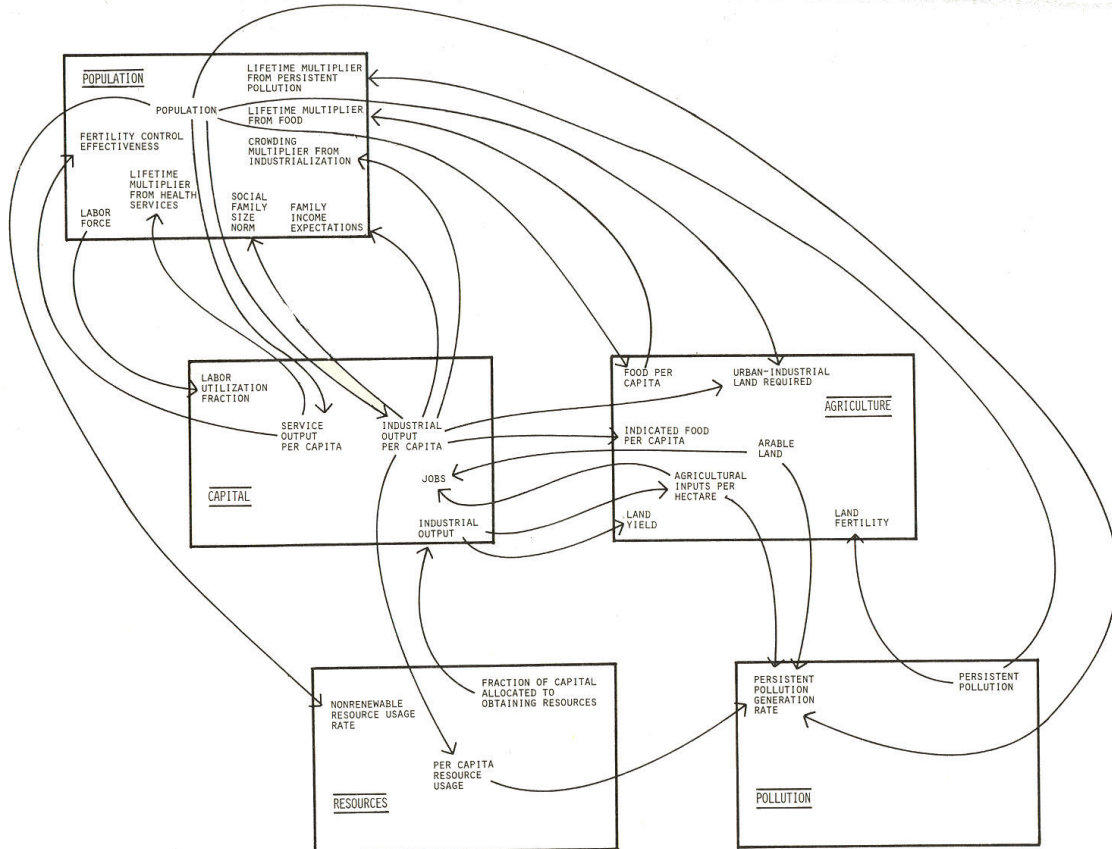 POPULATION
LIFETIME MULTIPLIER
FROM PERSISTENT
POLLUTION
POPULATION
LIFETIME MULTIPLIER
FROM FOOD
FERTILITY CONTROL
EFFECTIVENESS
CROWDING
MULTIPLIER FROM
INDUSTRIALIZATION
LIFETIME
MULTIPLIER
FROM HEALTH
SERVICES
LABOR
FORCE
SOCIAL
FAMILY
SIZE
NORM
FAMILY
INCOME
EXPECTATIONS
LABOR
UTILIZATION
FRACTION
SERVICE
OUTPUT
PER CAPITA
INDUSTRIAL
OUTPUT
PER CAPITA
JOBS
CAPITAL
INDUSTRIAL
OUTPUT
FOOD PER
CAPITA
URBAN-INDUSTRIAL
LAND REQUIRED
AGRICULTURE
INDICATED FOOD
PER CAPITA
ARABLE
LAND
AGRICULTURAL
INPUTS PER
HECTARE
LAND
YIELD
LAND
FERTILITY
NONRENEWABLE
RESOURCE USAGE
RATE
FRACTION OF CAPITAL
ALLOCATED TO
OBTAINING RESOURCES
PER CAPITA
RESOURCE
USAGE
RESOURCES
PERSISTENT
POLLUTION
GENERATION
RATE
PERSISTENT
POLLUTION
POLLUTION